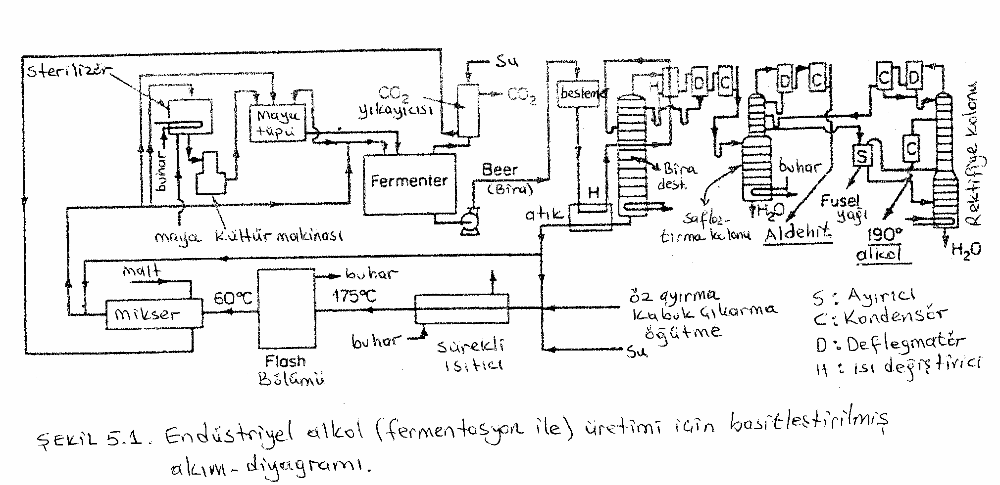 Sterilizör
Su
CO2
yıkayıcısı
CO2
Maya
tüpü
buhar
Fermenter
maya
kültür makinası
Beer
(Bira)
besleme
H
atık
H
D
C
Bira
dest.
saflaş-
tırma kolonu
D
C
buhar
H2O
Aldehit
S
Fusel
yağı
C
D
C
190°
alkol
Rektifiye kolonu
H2O
malt
Mikser
60°C
buhar
175°C
Flash
Bölümü
buhar
Sürekli
ısıtıcı
öz ayırma
kabuk çıkarma
öğütme
Su
S : Ayırıcı
C : Kondensör
D : Deflegmatör
H : ısı değiştirici
ŞEKİL 5.1. Endüstriyel alkol (fermentasyon ile) üretimi için basitleştirilmiş
akım-diyagramı.